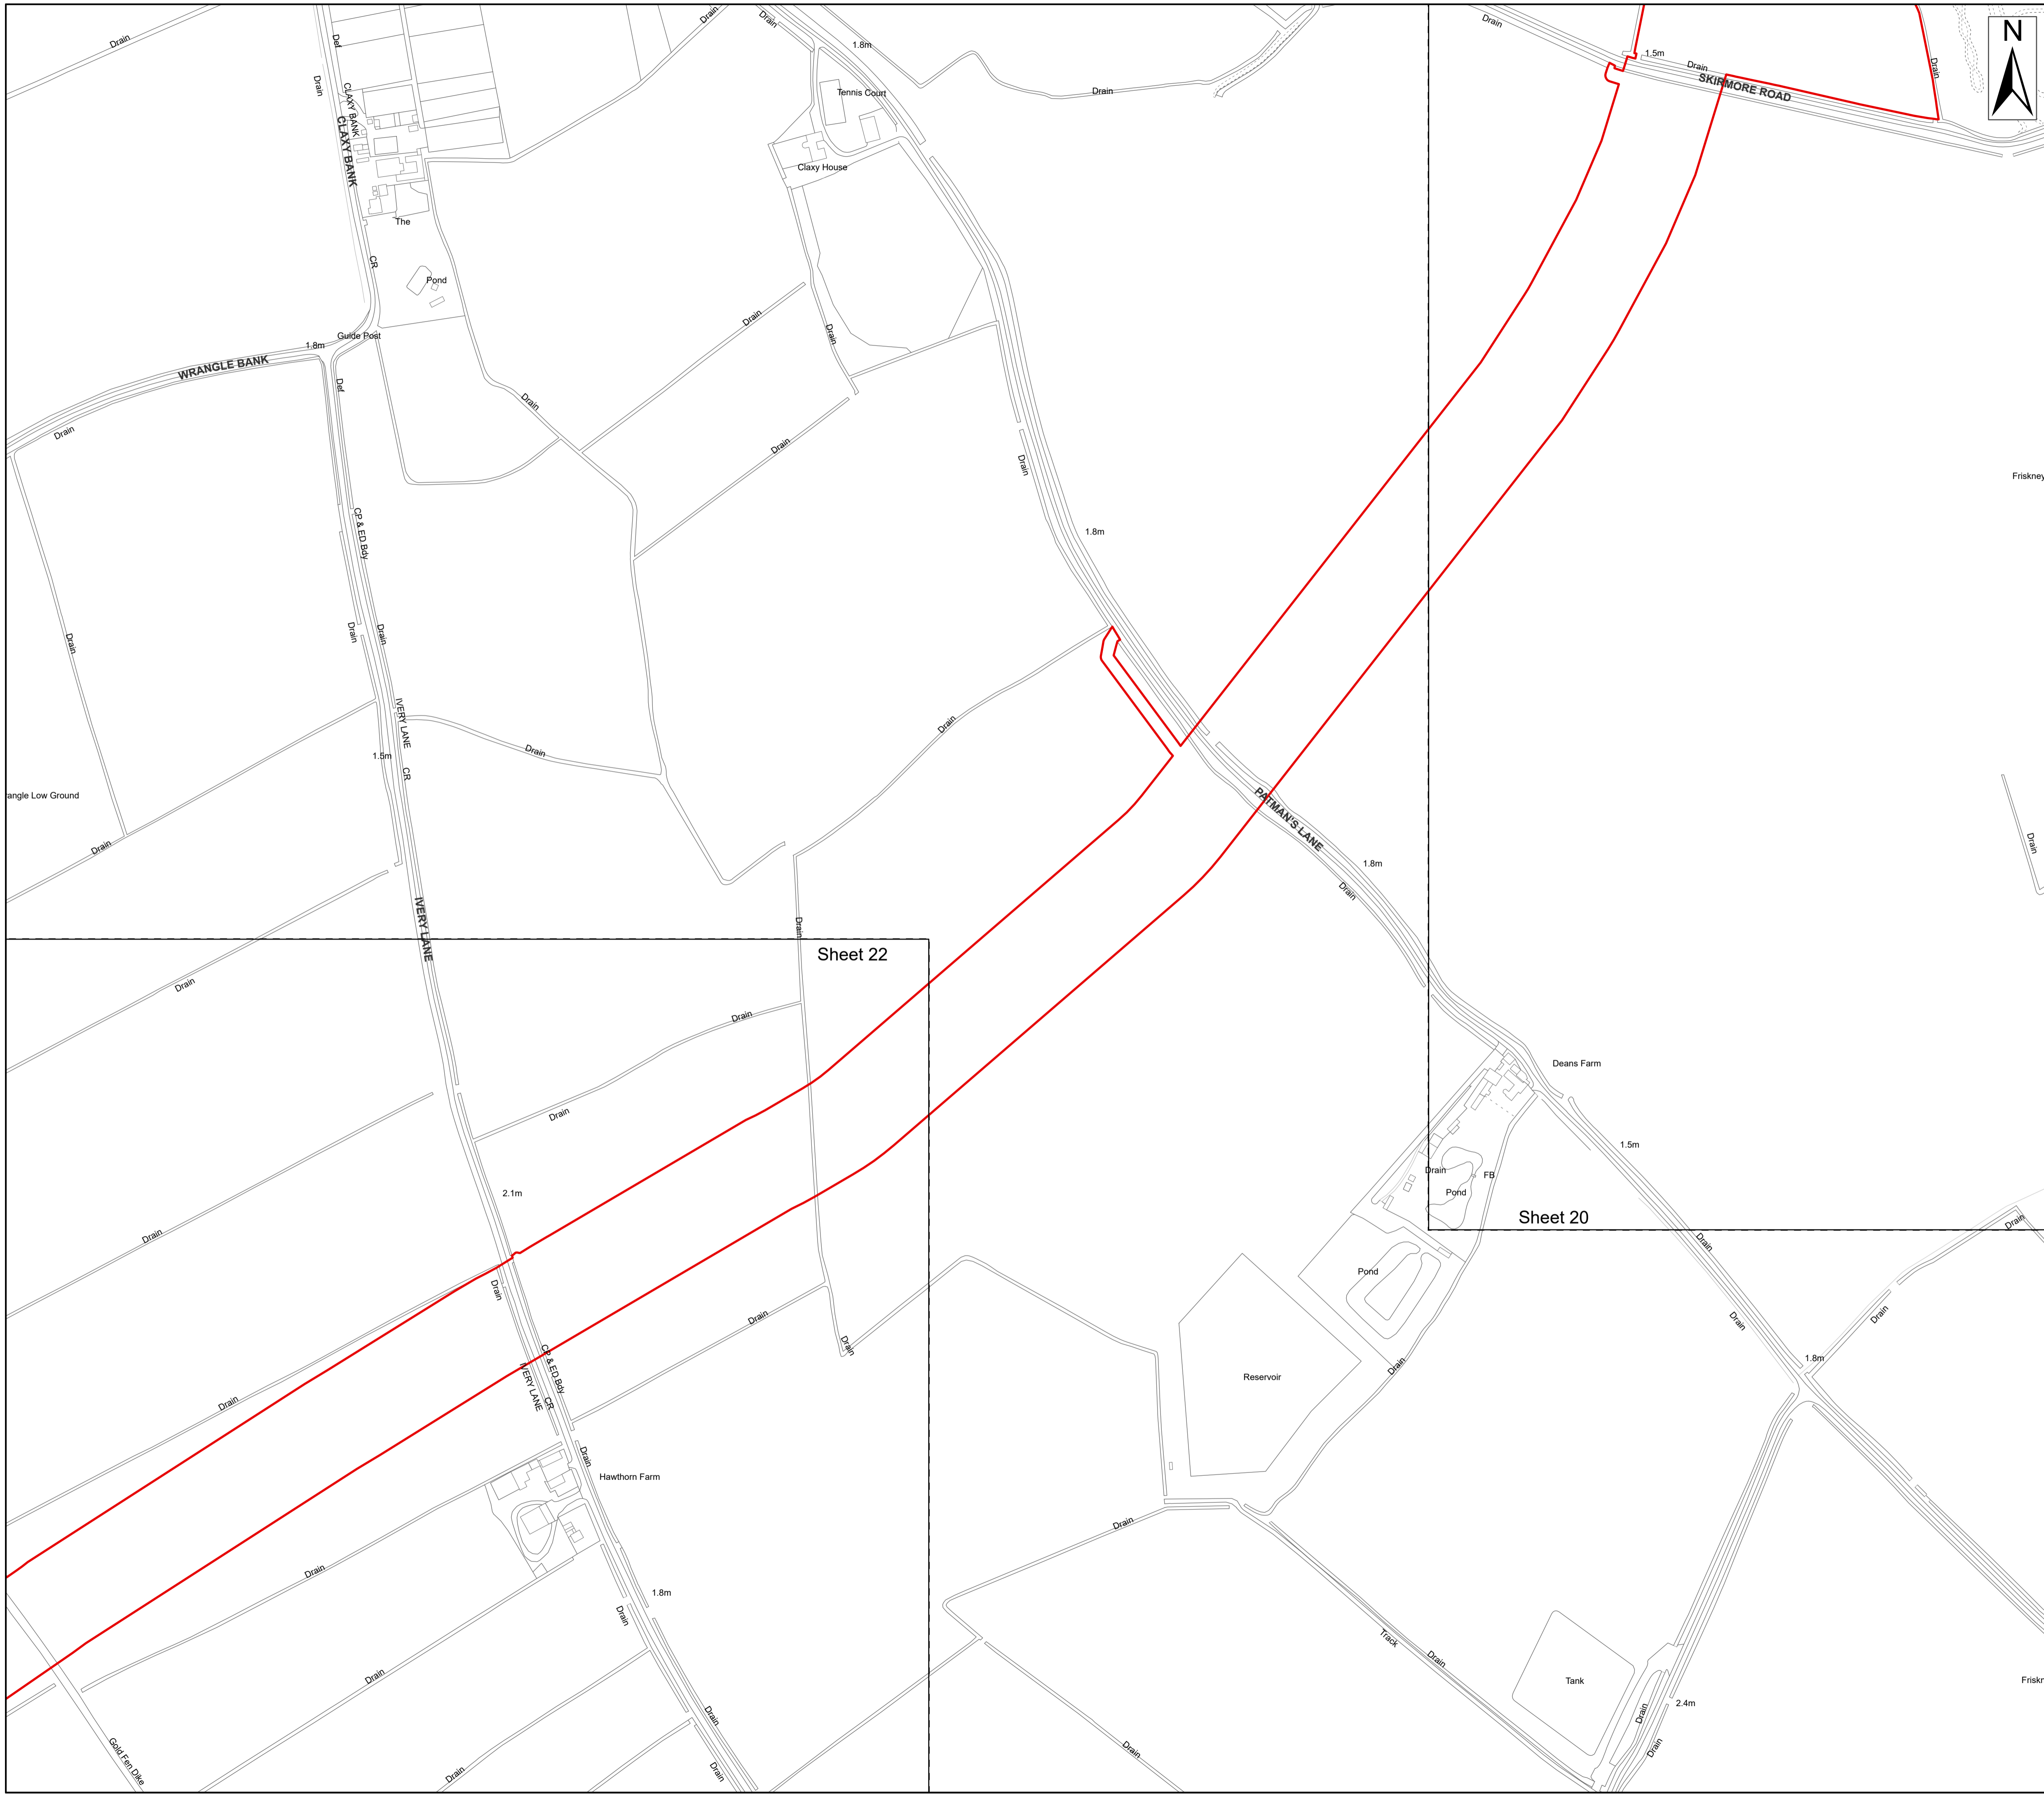 Drain
Def
Drain
Drain
Drain
1.8m
Drain
1.5m
Drain
N
Drain
SKIRMORE ROAD
CLAXY BANK
CLAXY BANK
Tennis Court
Drain
Claxy House
The
CR
Pond
Drain
Drain
Guide Post
1.8m
WRANGLE BANK
Def
Drain
Drain
Drain
Drain
Friskney
CP & ED Bdy
1.8m
Drain
Drain
Drain
IVERY LANE
Drain
Drain
1.5m
CR
angle Low Ground
PATMAN'S LANE
Drain
Drain
1.8m
Drain
IVERY LANE
Drain
Sheet 22
Drain
Drain
Drain
Deans Farm
1.5m
Drain
FB
Drain
Pond
2.1m
Sheet 20
Drain
Drain
Drain
Pond
Drain
Drain
Drain
Drain
Drain
CP & ED Bdy
1.8m
Drain
Reservoir
IVERY LANE
CR
Drain
Drain
Hawthorn Farm
Drain
Drain
1.8m
Drain
Track
Drain
Drain
Tank
Friskn
2.4m
Drain
Drain
Gold Fen Dike
Drain
Drain
Drain
Drain